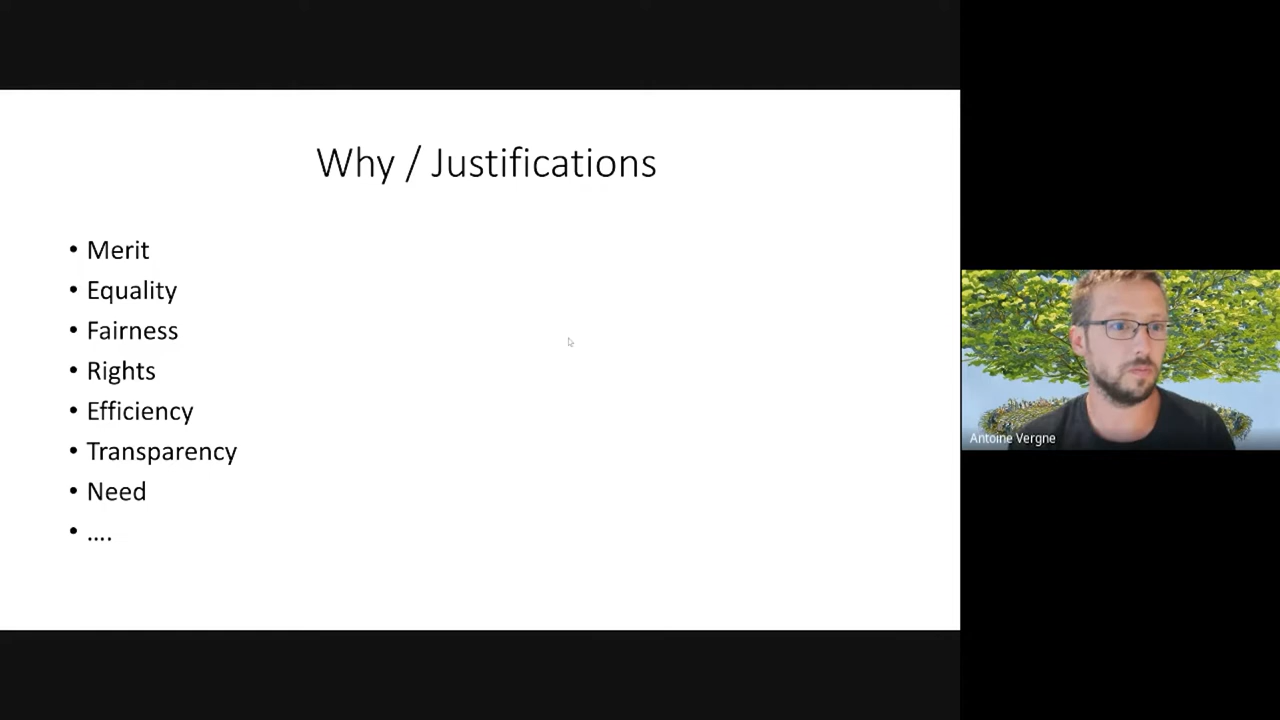 Why / Justifications
• Merit
• Equality
• Fairness
• Rights
• Efficiency
• Transparency
• Need
• ....
Antoine Vergne